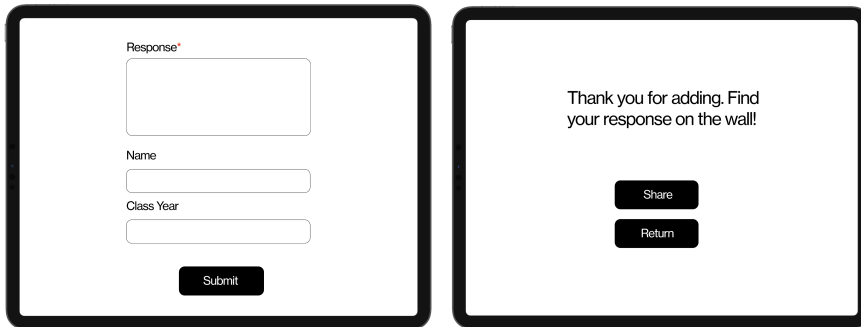 Response*
Name
Class Year
Submit
Thank you for adding. Find
your response on the wall!
Share
Return